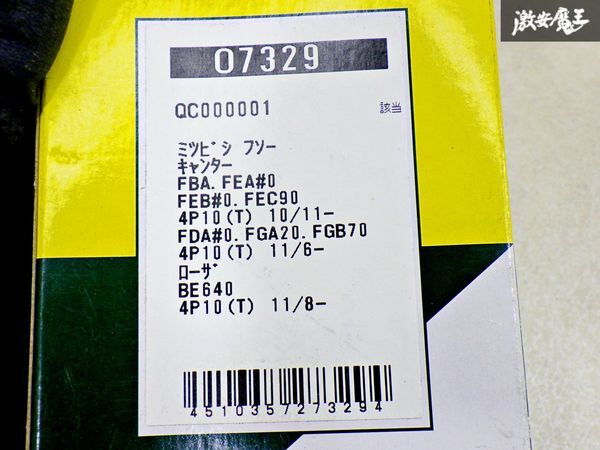 激安魔王
07329
QC000001 該当
ミツビシ フソー
キャンター
FBA. FEA#0
FEB#0. FEC90
4P10(T) 10/11-
FDA#0. FGA20. FGB70
4P10(T) 11/6-
ローザ
BE640
4P10(T) 11/8-
4510357273294